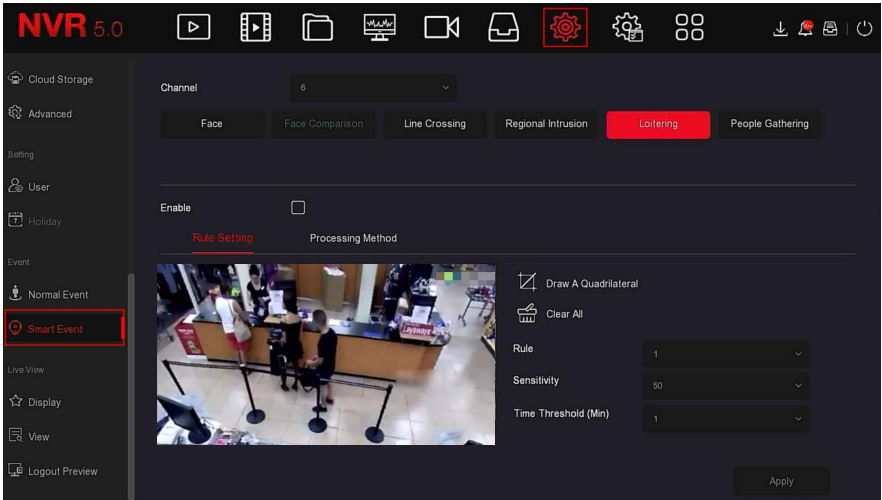 NVR 5.0
Cloud Storage
Advanced
Setting
User
7
Holiday
Event
Normal Event
Smart Event
Live View
Display
View
Logout Preview
Channel
6
Face
Face Comparison
Line Crossing
Regional Intrusion
Loitering
People Gathering
Enable
Rule Setting
Processing Method
Draw A Quadrilateral
Clear All
Rule
1
Sensitivity
50
Time Threshold (Min)
1
Apply